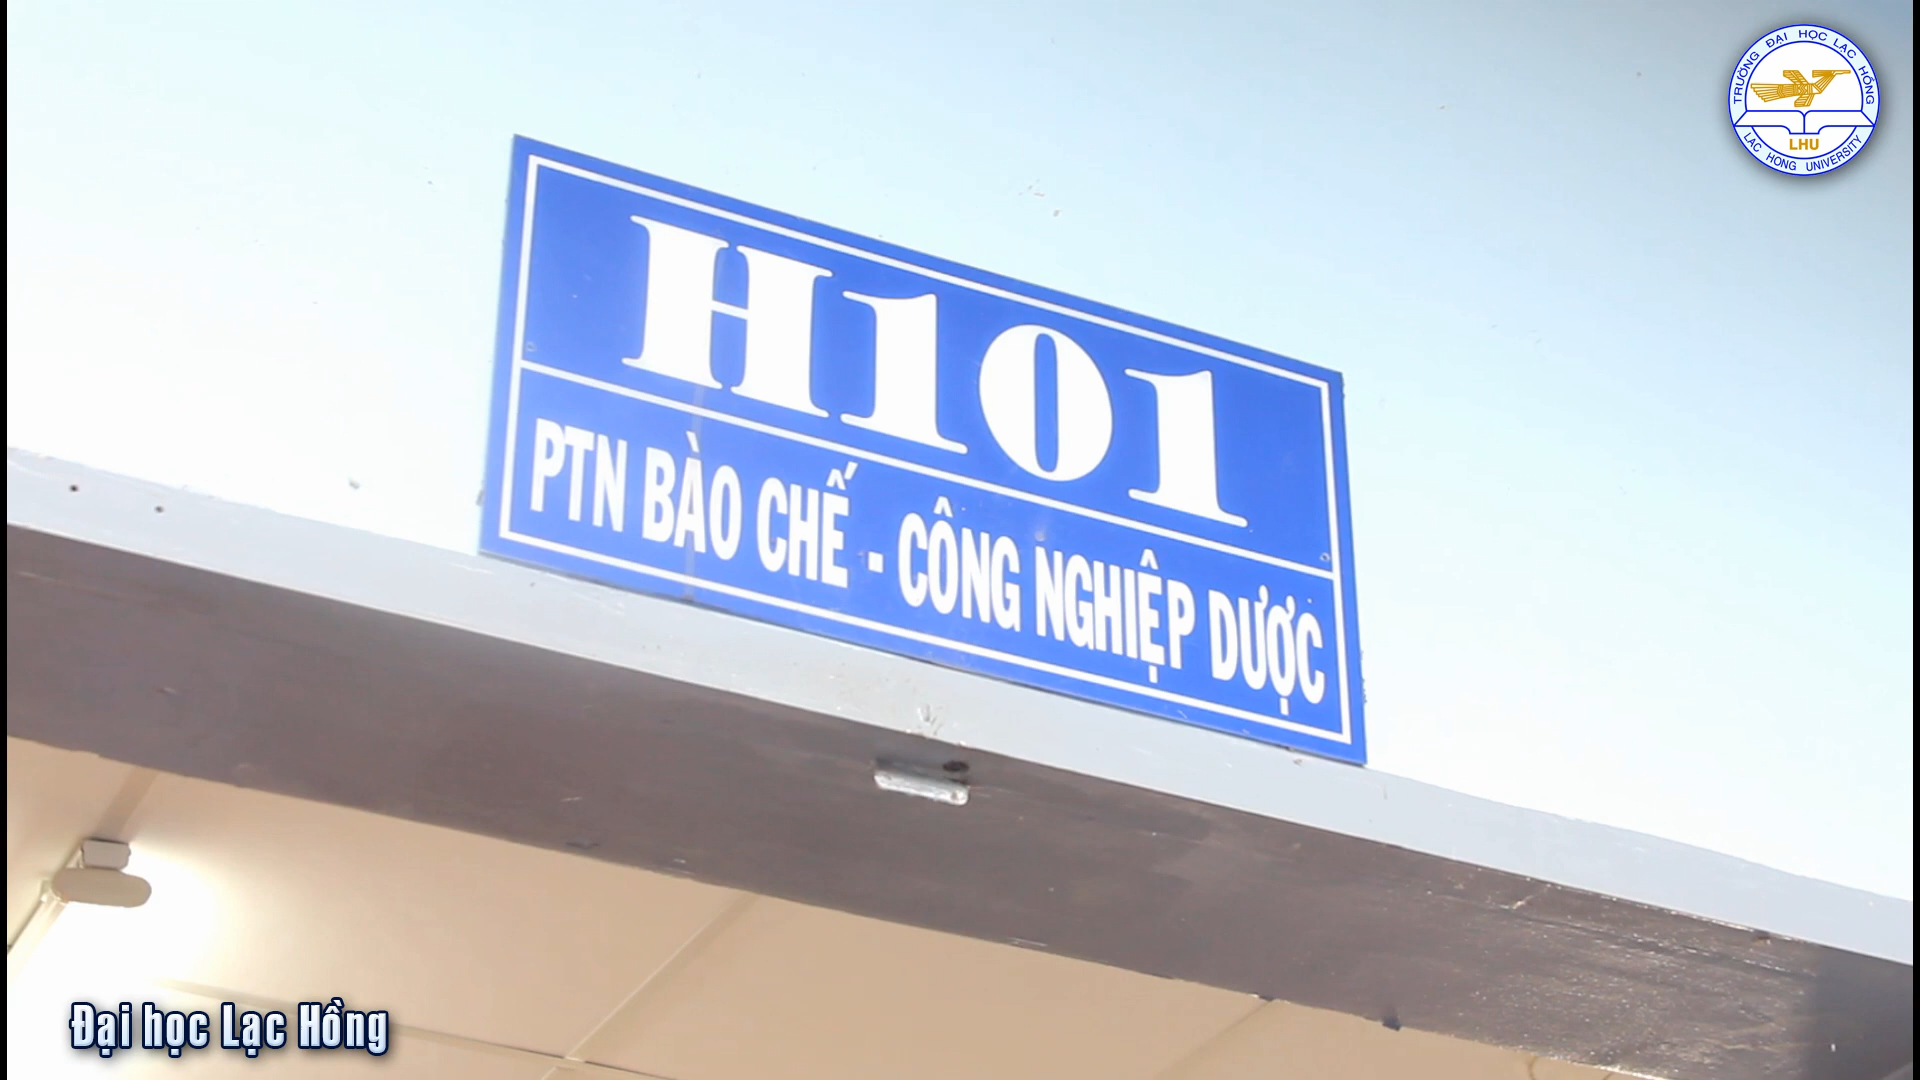 TRƯỜNG ĐẠI HỌC LẠC HỒNG
LHU
LAC HONG UNIVERSITY
H101
PTN BÀO CHẾ - CÔNG NGHIỆP DƯỢC
Đại học Lạc Hồng